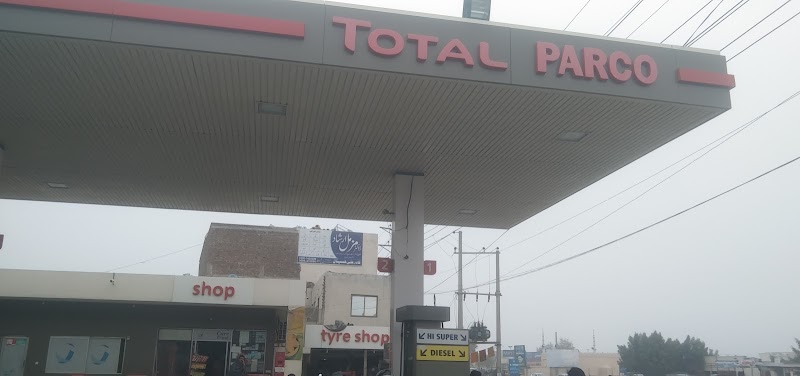 TOTAL PARCO
shop
2
1
tyre shop
HI SUPER
DIESEL